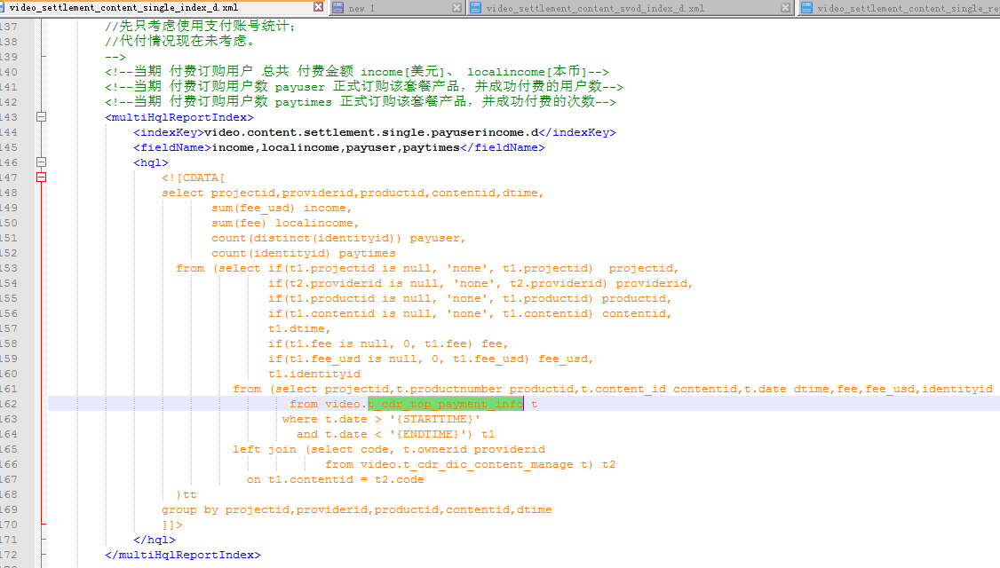 video_settlement_content_single_index_d.xml new 1 video_settlement_content_svod_index_d.xml video_settlement_content_single_re
137 //先只考虑使用支付账号统计;
138 //代付情况现在未考虑。
139 -->
140 <!--当期 付费订购用户 总共 付费金额 income[美元]、 localincome[本币]-->
141 <!--当期 付费订购用户数 payuser 正式订购该套餐产品，并成功付费的用户数-->
142 <!--当期 付费订购用户数 paytimes 正式订购该套餐产品，并成功付费的次数-->
143 <multiHqlReportIndex>
144 <indexKey>video.content.settlement.single.payuserincome.d</indexKey>
145 <fieldName>income,localincome,payuser,paytimes</fieldName>
146 <hql>
147 <![CDATA[
148 select projectid,providerid,productid,contentid,dtime,
149 sum(fee_usd) income,
150 sum(fee) localincome,
151 count(distinct(identityid)) payuser,
152 count(identityid) paytimes
153 from (select if(t1.projectid is null, 'none', t1.projectid)  projectid,
154 if(t2.providerid is null, 'none', t2.providerid) providerid,
155 if(t1.productid is null, 'none', t1.productid) productid,
156 if(t1.contentid is null, 'none', t1.contentid) contentid,
157 t1.dtime,
158 if(t1.fee is null, 0, t1.fee) fee,
159 if(t1.fee_usd is null, 0, t1.fee_usd) fee_usd,
160 t1.identityid
161 from (select projectid,t.productnumber productid,t.content_id contentid,t.date dtime,fee,fee_usd,identityid
162 from video.t_cdr_top_payment_info t
163 where t.date > '{STARTTIME}'
164 and t.date < '{ENDTIME}') t1
165 left join (select code, t.ownerid providerid
166 from video.t_cdr_dic_content_manage t) t2
167 on t1.contentid = t2.code
168 )tt
169 group by projectid,providerid,productid,contentid,dtime
170 ]]>
171 </hql>
172 </multiHqlReportIndex>